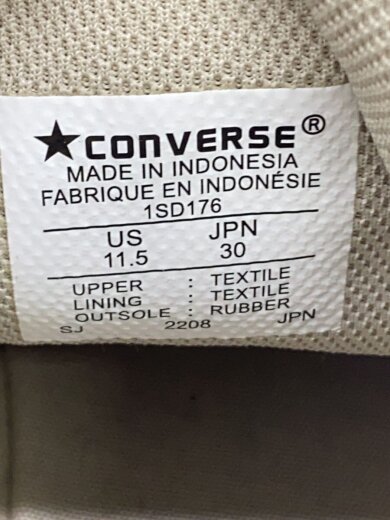 ★CONVERSE®
MADE IN INDONESIA
FABRIQUE EN INDONÉSIE
1SD176
US JPN
11.5 30
UPPER : TEXTILE
LINING : TEXTILE
OUTSOLE : RUBBER
SJ 2208 JPN